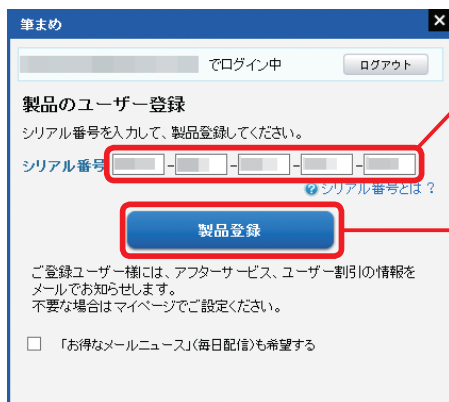 筆まめ
でログイン中
ログアウト
製品のユーザー登録
シリアル番号を入力して、製品登録してください。
シリアル番号 - - - -
シリアル番号とは?
製品登録
ご登録ユーザー様には、アフターサービス、ユーザー割引の情報を
メールでお知らせします。
不要な場合はマイページでご設定ください。
「お得なメールニュース」(毎日配信)も希望する